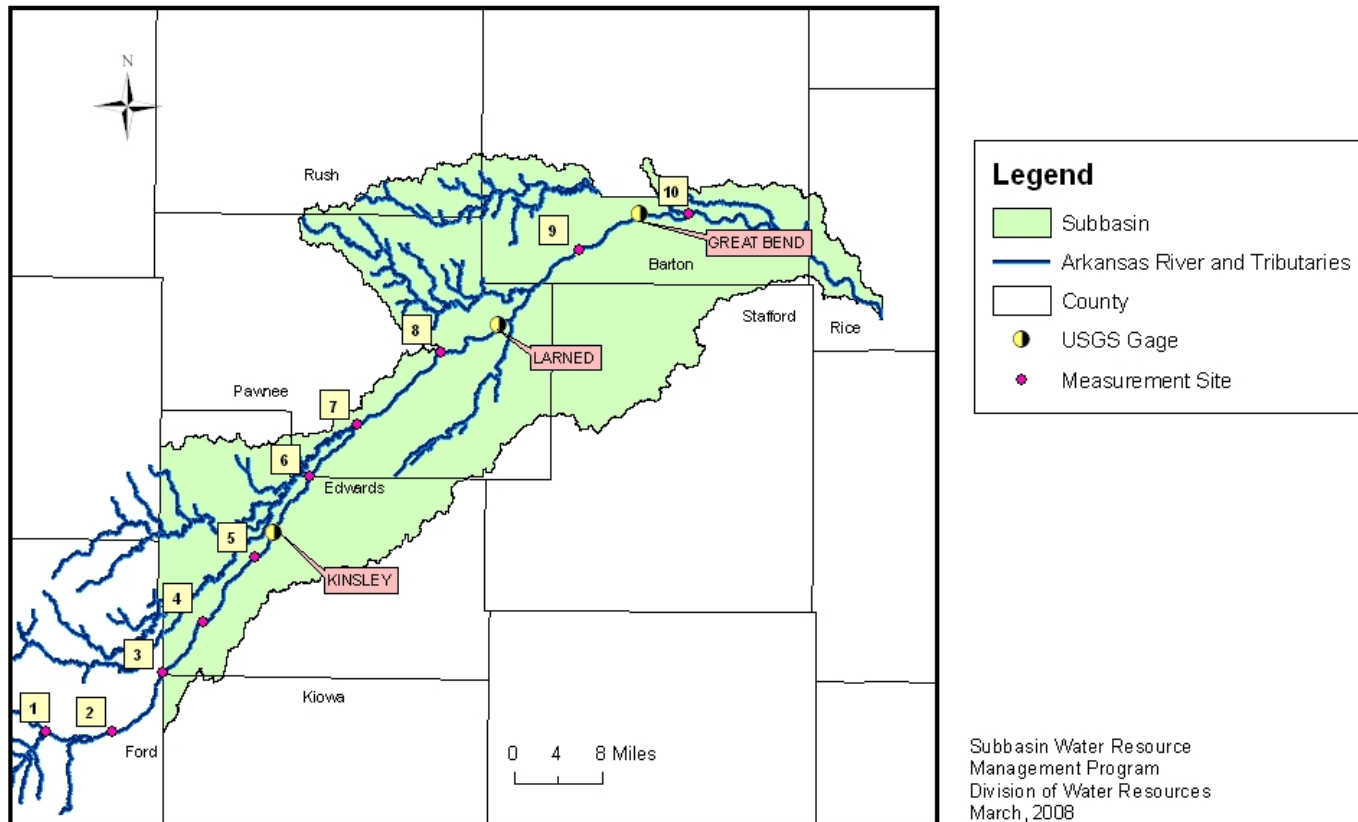 N
Rush
10
9
GREAT BEND
Barton
8
Stafford
Rice
LARNED
Pawnee
7
6
Edwards
5
KINSLEY
4
3
Kiowa
1
2
Ford
0 4 8 Miles
Legend
Subbasin
Arkansas River and Tributaries
County
USGS Gage
Measurement Site
Subbasin Water Resource
Management Program
Division of Water Resources
March, 2008